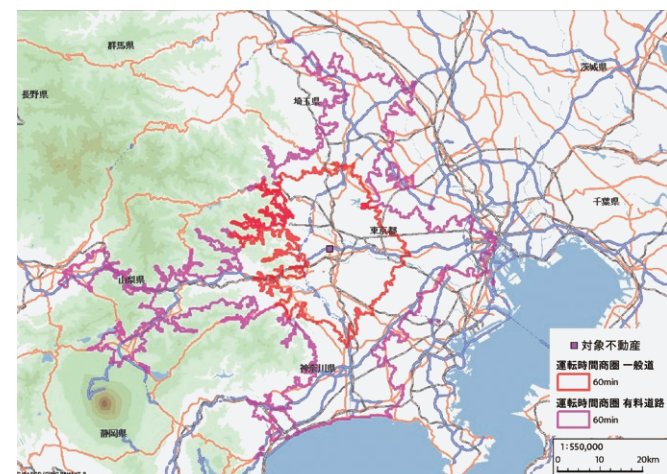 群馬県
茨城県
長野県
埼玉県
千葉県
東京都
山梨県
神奈川県
静岡県
対象不動産
運転時間商圏 一般道
60min
運転時間商圏 有料道路
60min
1:550,000
0 10 20km